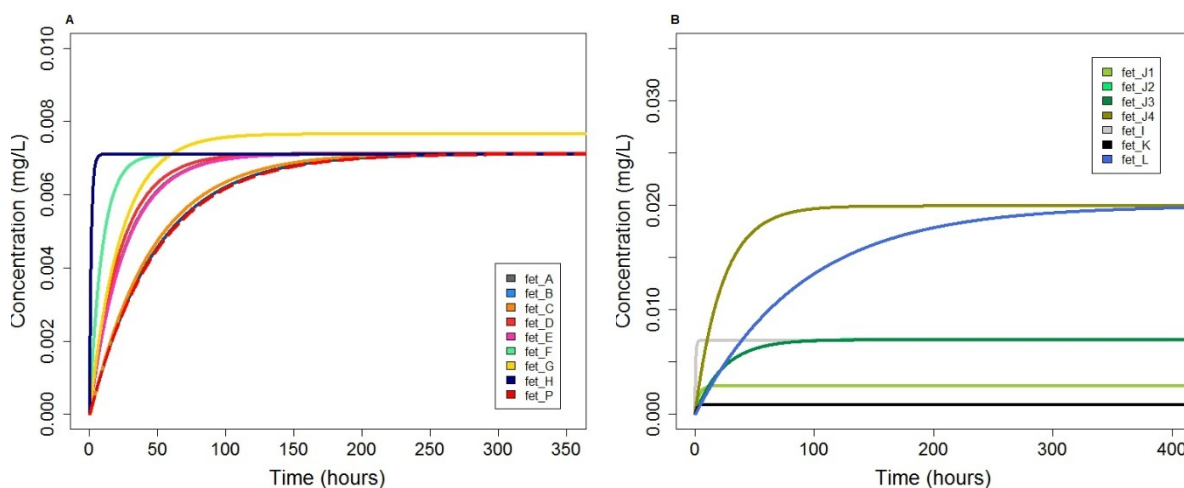 A
Concentration (mg/L)
0.010
0.008
0.006
0.004
0.002
0.000
fet_A
fet_B
fet_C
fet_D
fet_E
fet_F
fet_G
fet_H
fet_P
0 50 100 150 200 250 300 350
Time (hours)
B
Concentration (mg/L)
0.030
0.020
0.010
0.000
fet_J1
fet_J2
fet_J3
fet_J4
fet_I
fet_K
fet_L
0 100 200 300 400
Time (hours)